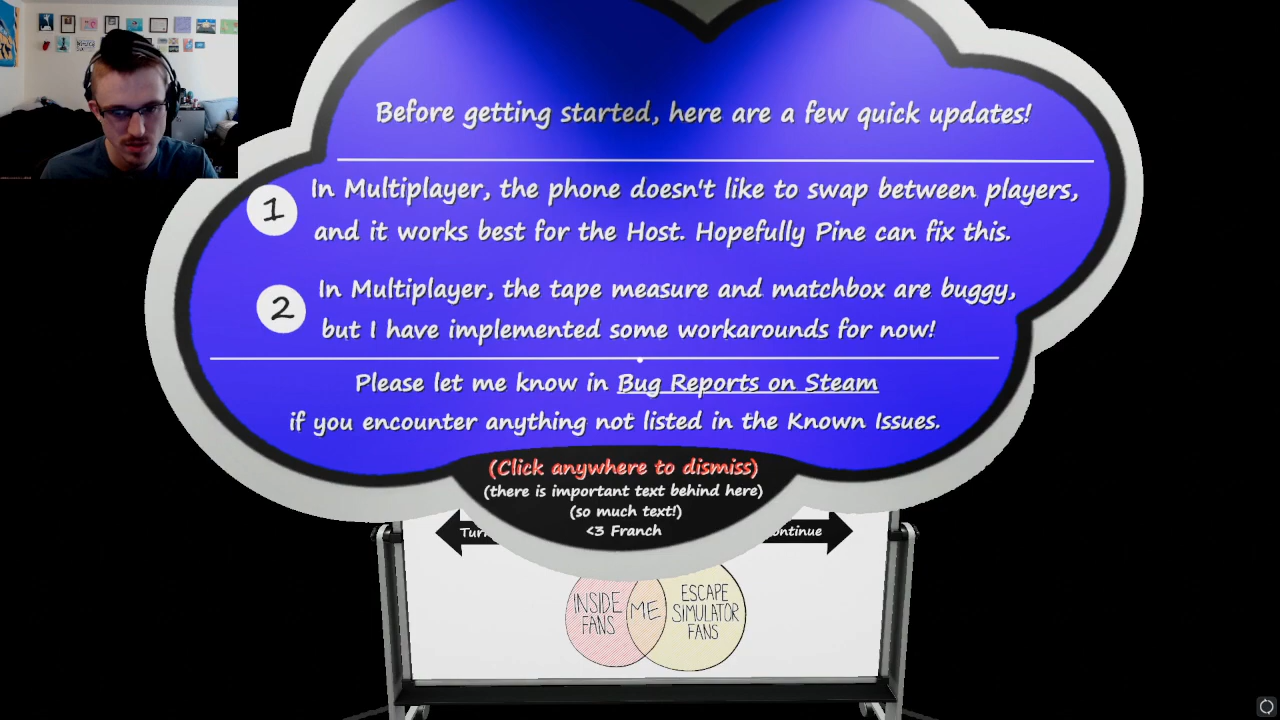 Before getting started, here are a few quick updates!
1
In Multiplayer, the phone doesn't like to swap between players,
and it works best for the Host. Hopefully Pine can fix this.
2
In Multiplayer, the tape measure and matchbox are buggy,
but I have implemented some workarounds for now!
Please let me know in Bug Reports on Steam
if you encounter anything not listed in the Known Issues.
(Click anywhere to dismiss)
(there is important text behind here)
(so much text!)
<3 Franch
INSIDE
FANS
ME
ESCAPE
SIMULATOR
FANS